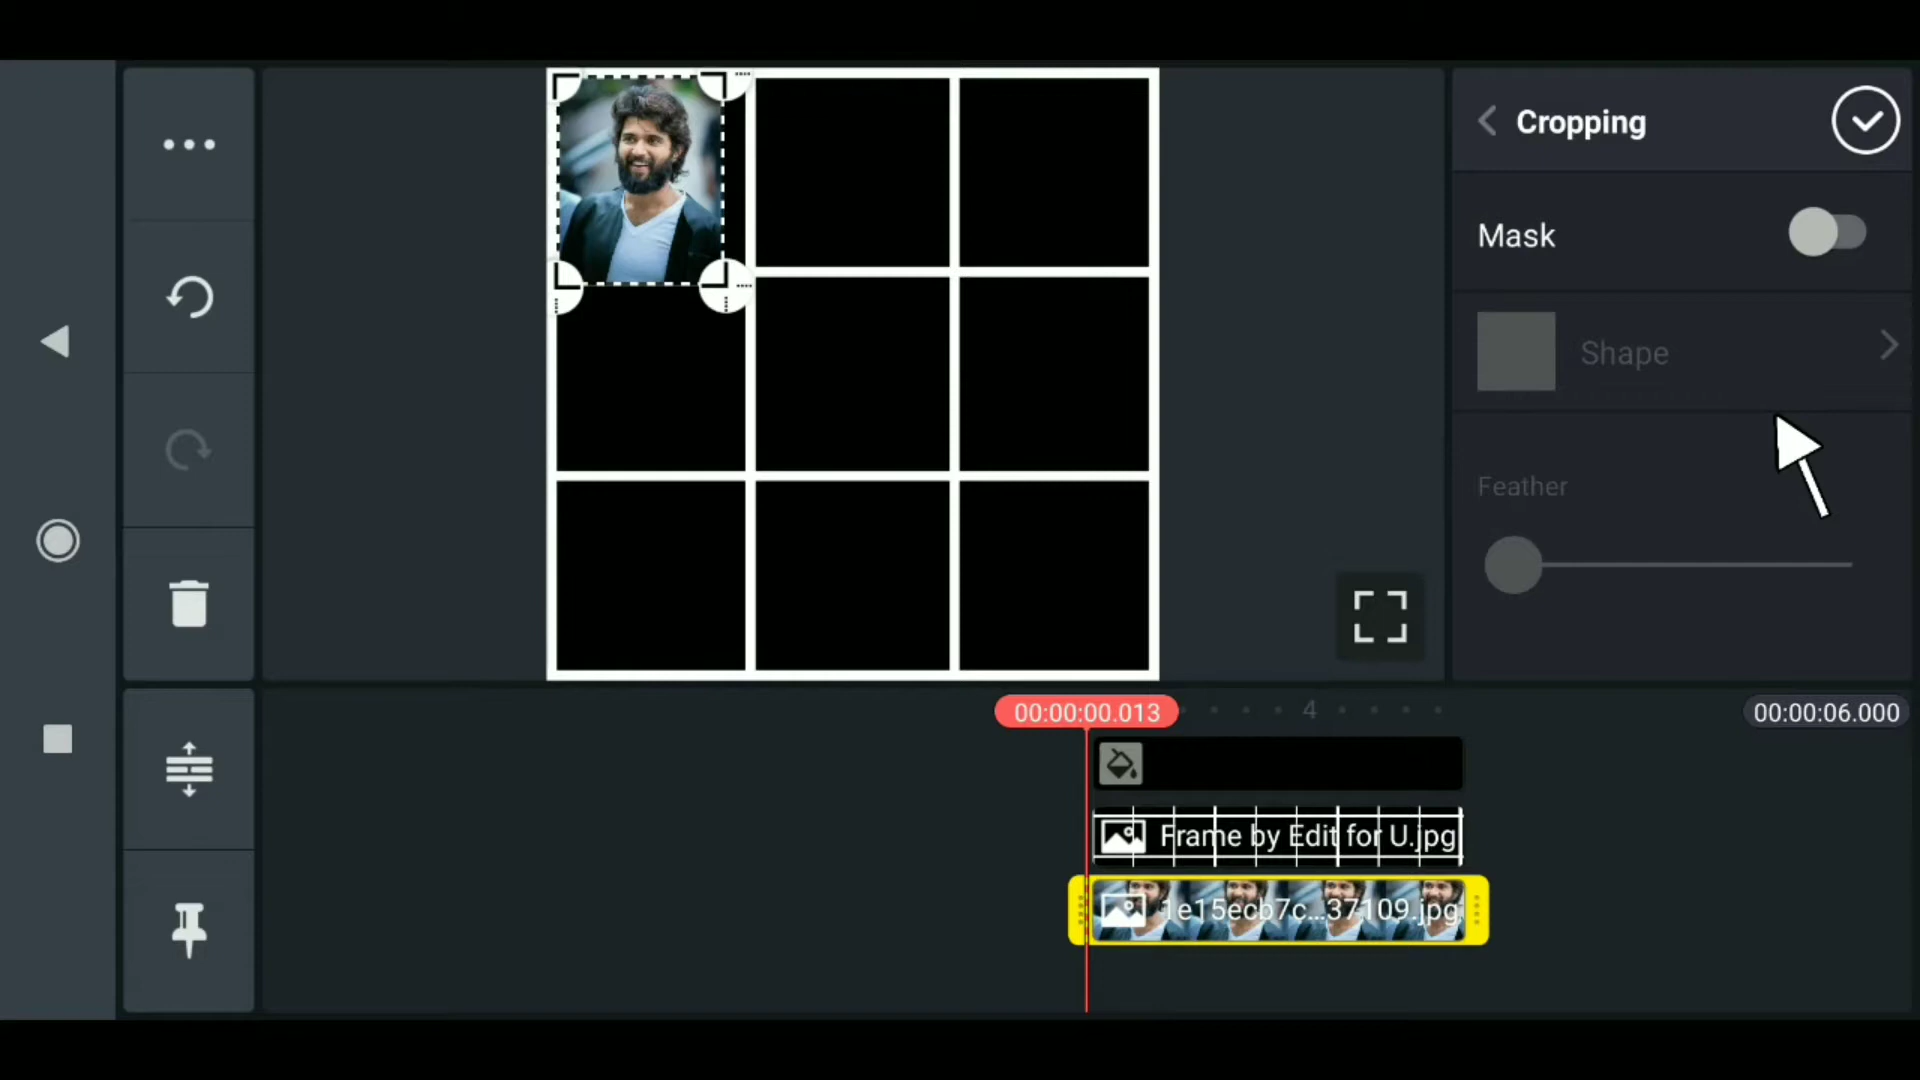 Cropping
Mask
Shape
Feather
00:00:00.013
4
00:00:06.000
Frame by Edit for U.jpg
1e15ecb7c...37109.jpg